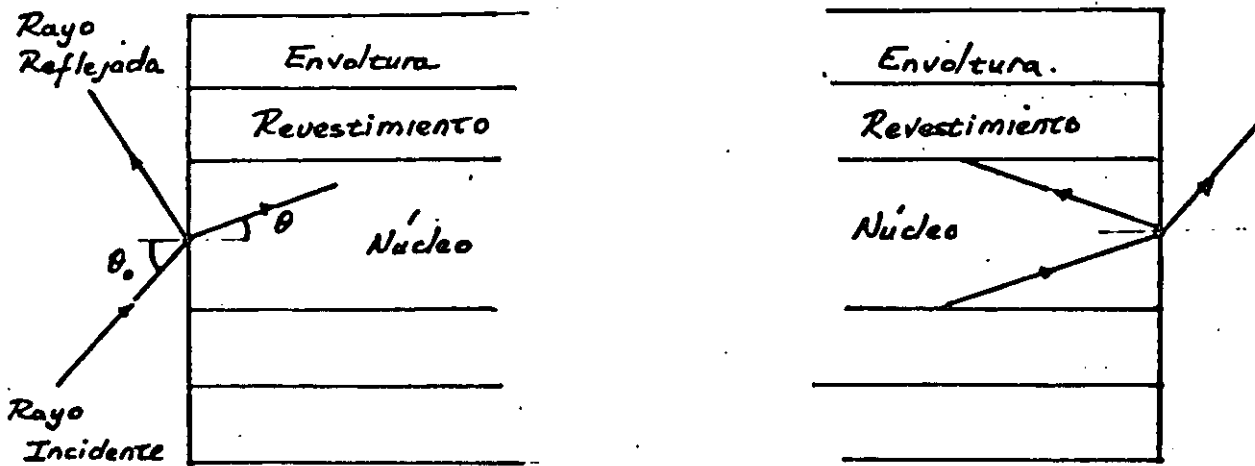 Rayo
Reflejada
Envoltura
Revestimiento
θ
Núcleo
θ₀
Rayo
Incidente
Envoltura.
Revestimiento
Núcleo